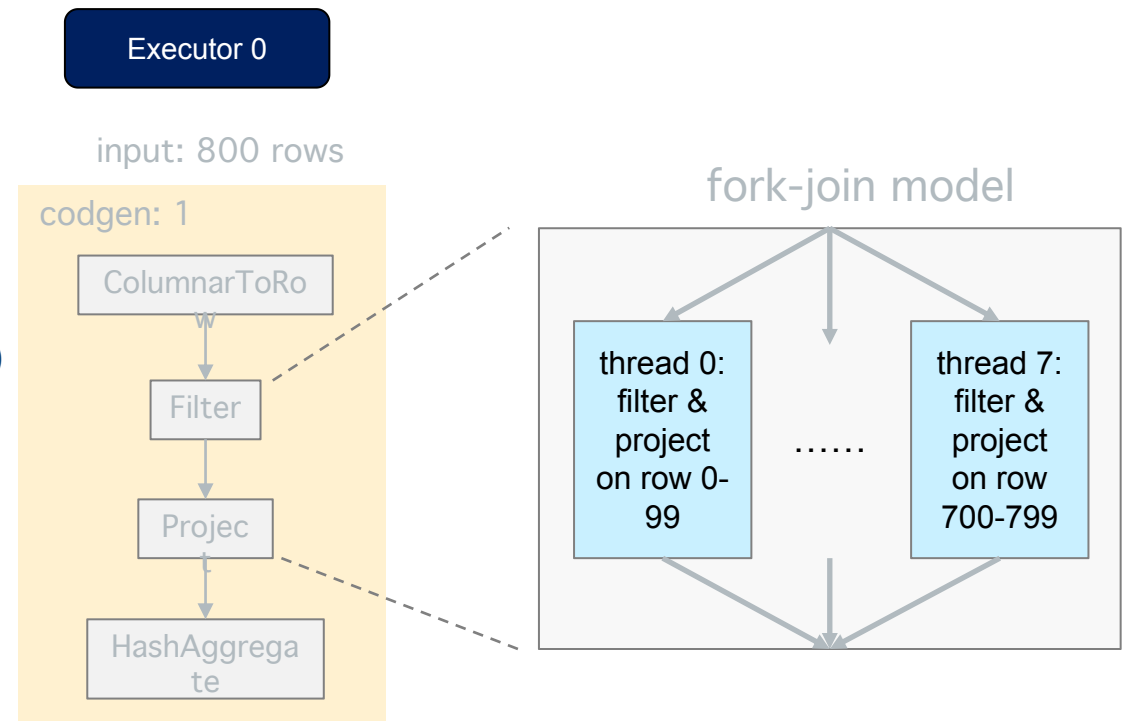 Executor 0
input: 800 rows
codgen: 1
ColumnarToRo
w
Filter
Projec
t
HashAggrega
te
fork-join model
thread 0:
filter &
project
on row 0-
99
......
thread 7:
filter &
project
on row
700-799